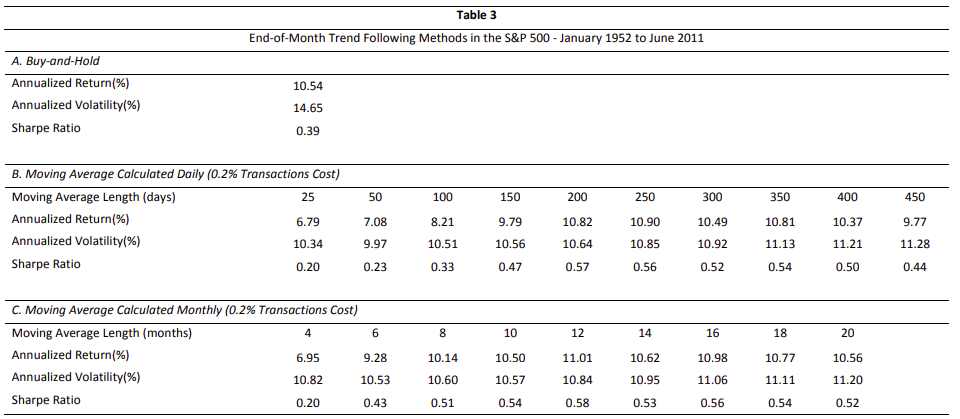 Table 3
End-of-Month Trend Following Methods in the S&P 500 - January 1952 to June 2011
A. Buy-and-Hold
Annualized Return(%) 10.54
Annualized Volatility(%) 14.65
Sharpe Ratio 0.39
B. Moving Average Calculated Daily (0.2% Transactions Cost)
Moving Average Length (days) 25 50 100 150 200 250 300 350 400 450
Annualized Return(%) 6.79 7.08 8.21 9.79 10.82 10.90 10.49 10.81 10.37 9.77
Annualized Volatility(%) 10.34 9.97 10.51 10.56 10.64 10.85 10.92 11.13 11.21 11.28
Sharpe Ratio 0.20 0.23 0.33 0.47 0.57 0.56 0.52 0.54 0.50 0.44
C. Moving Average Calculated Monthly (0.2% Transactions Cost)
Moving Average Length (months) 4 6 8 10 12 14 16 18 20
Annualized Return(%) 6.95 9.28 10.14 10.50 11.01 10.62 10.98 10.77 10.56
Annualized Volatility(%) 10.82 10.53 10.60 10.57 10.84 10.95 11.06 11.11 11.20
Sharpe Ratio 0.20 0.43 0.51 0.54 0.58 0.53 0.56 0.54 0.52